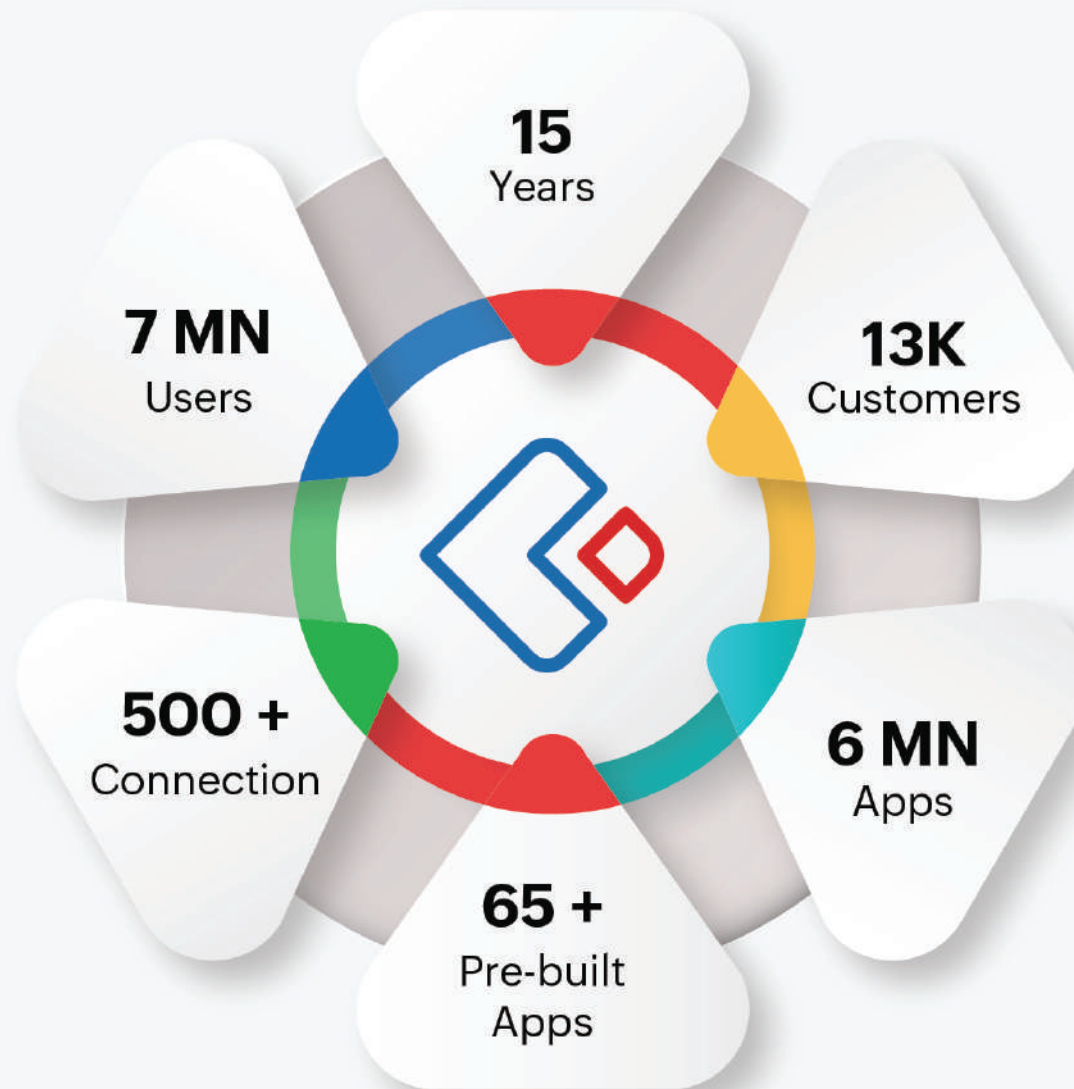 15
Years
13K
Customers
6 MN
Apps
65 +
Pre-built
Apps
500 +
Connection
7 MN
Users